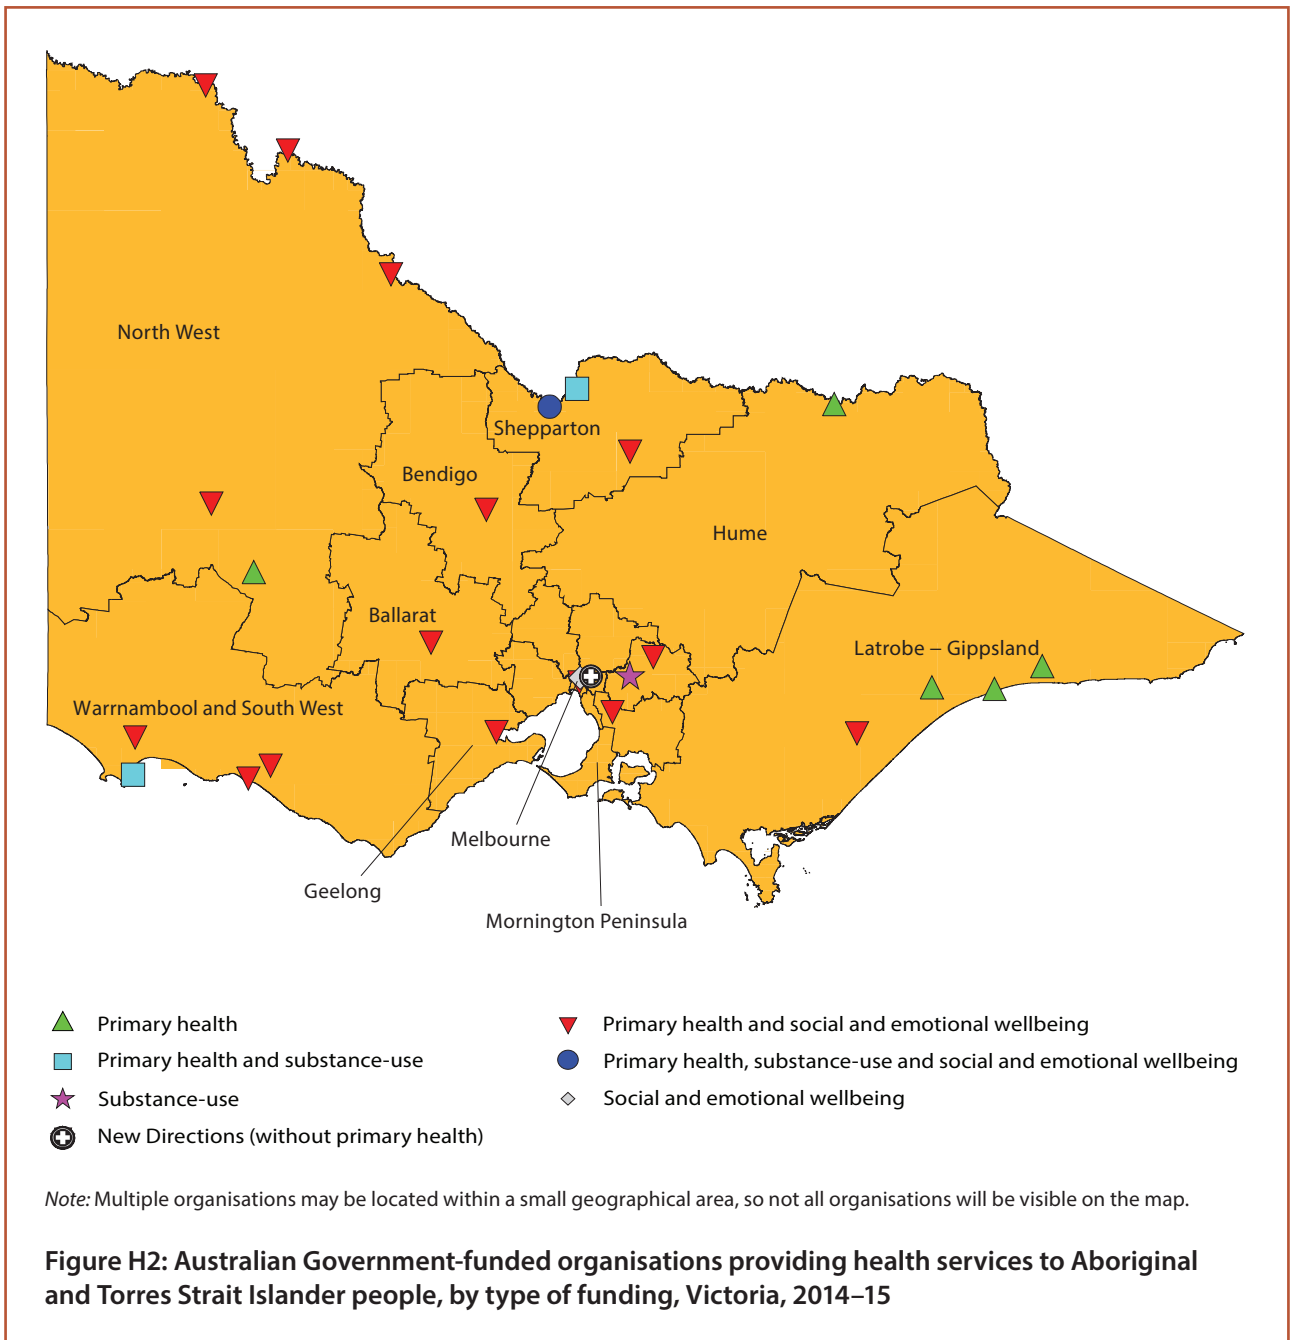 North West
Shepparton
Bendigo
Hume
Ballarat
Latrobe – Gippsland
Warrnambool and South West
Melbourne
Geelong
Mornington Peninsula
Primary health
Primary health and substance-use
Substance-use
New Directions (without primary health)
Primary health and social and emotional wellbeing
Primary health, substance-use and social and emotional wellbeing
Social and emotional wellbeing
Note: Multiple organisations may be located within a small geographical area, so not all organisations will be visible on the map.
Figure H2: Australian Government-funded organisations providing health services to Aboriginal
and Torres Strait Islander people, by type of funding, Victoria, 2014–15